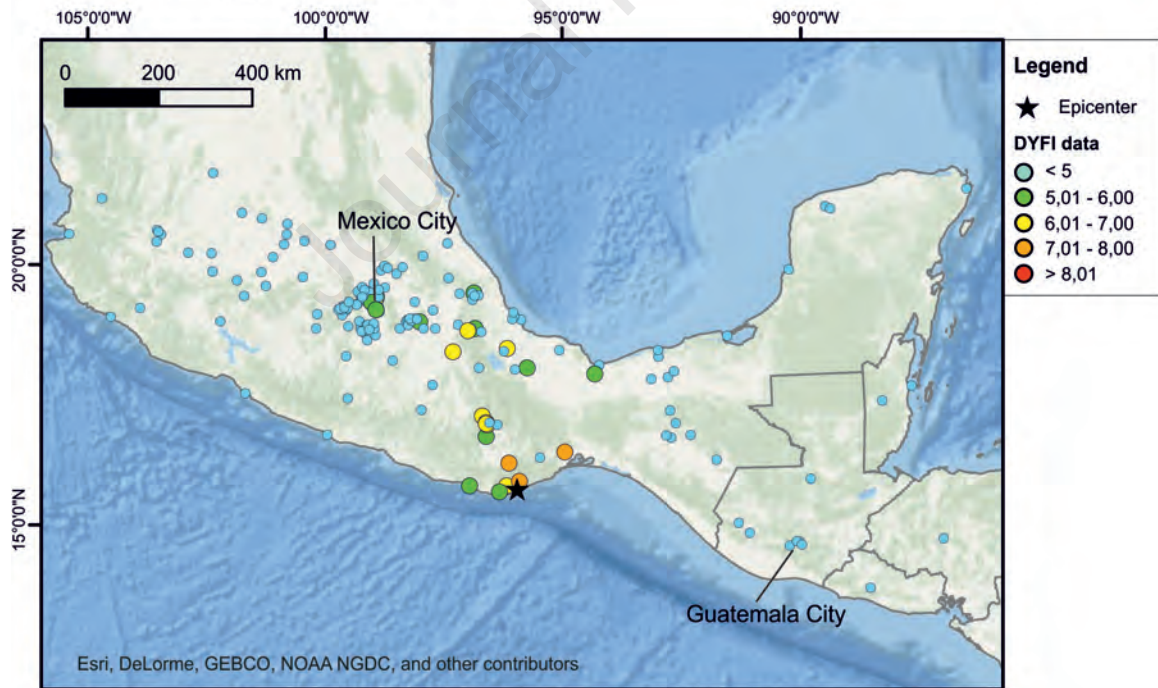 105°0'0"W 100°0'0"W 95°0'0"W 90°0'0"W
0 200 400 km
Journal
Mexico City
20°0'0"N
15°0'0"N
Guatemala City
Esri, DeLorme, GEBCO, NOAA NGDC, and other contributors
Legend
Epicenter
DYFI data
< 5
5,01 - 6,00
6,01 - 7,00
7,01 - 8,00
> 8,01